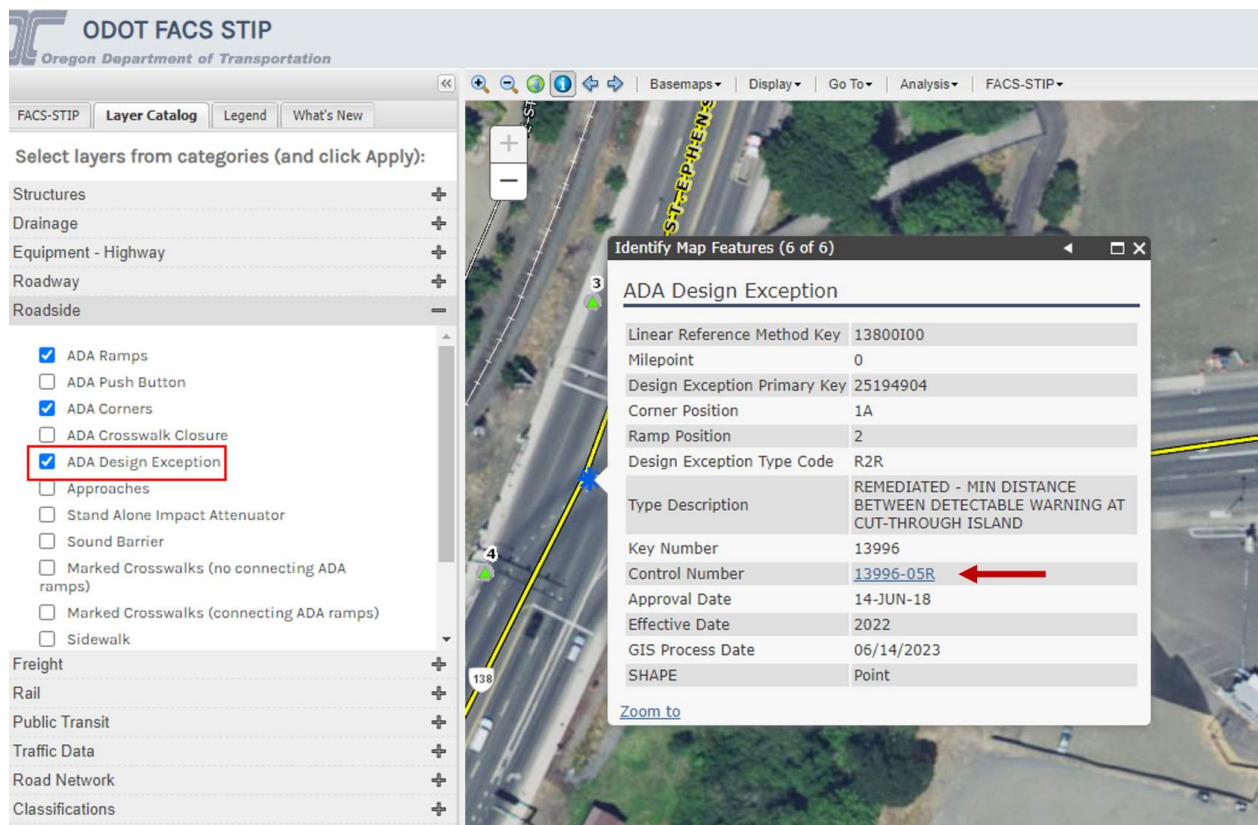 ODOT FACS STIP
Oregon Department of Transportation
Basemaps Display Go To Analysis FACS-STIP
FACS-STIP Layer Catalog Legend What's New
Select layers from categories (and click Apply):
Structures
Drainage
Equipment - Highway
Roadway
Roadside
ADA Ramps
ADA Push Button
ADA Corners
ADA Crosswalk Closure
ADA Design Exception
Approaches
Stand Alone Impact Attenuator
Sound Barrier
Marked Crosswalks (no connecting ADA
ramps)
Marked Crosswalks (connecting ADA ramps)
Sidewalk
Freight
Rail
Public Transit
Traffic Data
Road Network
Classifications
ST
ST. EPHEN-S
3
4
138
Identify Map Features (6 of 6)
ADA Design Exception
Linear Reference Method Key 13800I00
Milepoint 0
Design Exception Primary Key 25194904
Corner Position 1A
Ramp Position 2
Design Exception Type Code R2R
Type Description REMEDIATED - MIN DISTANCE
BETWEEN DETECTABLE WARNING AT
CUT-THROUGH ISLAND
Key Number 13996
Control Number 13996-05R
Approval Date 14-JUN-18
Effective Date 2022
GIS Process Date 06/14/2023
SHAPE Point
Zoom to